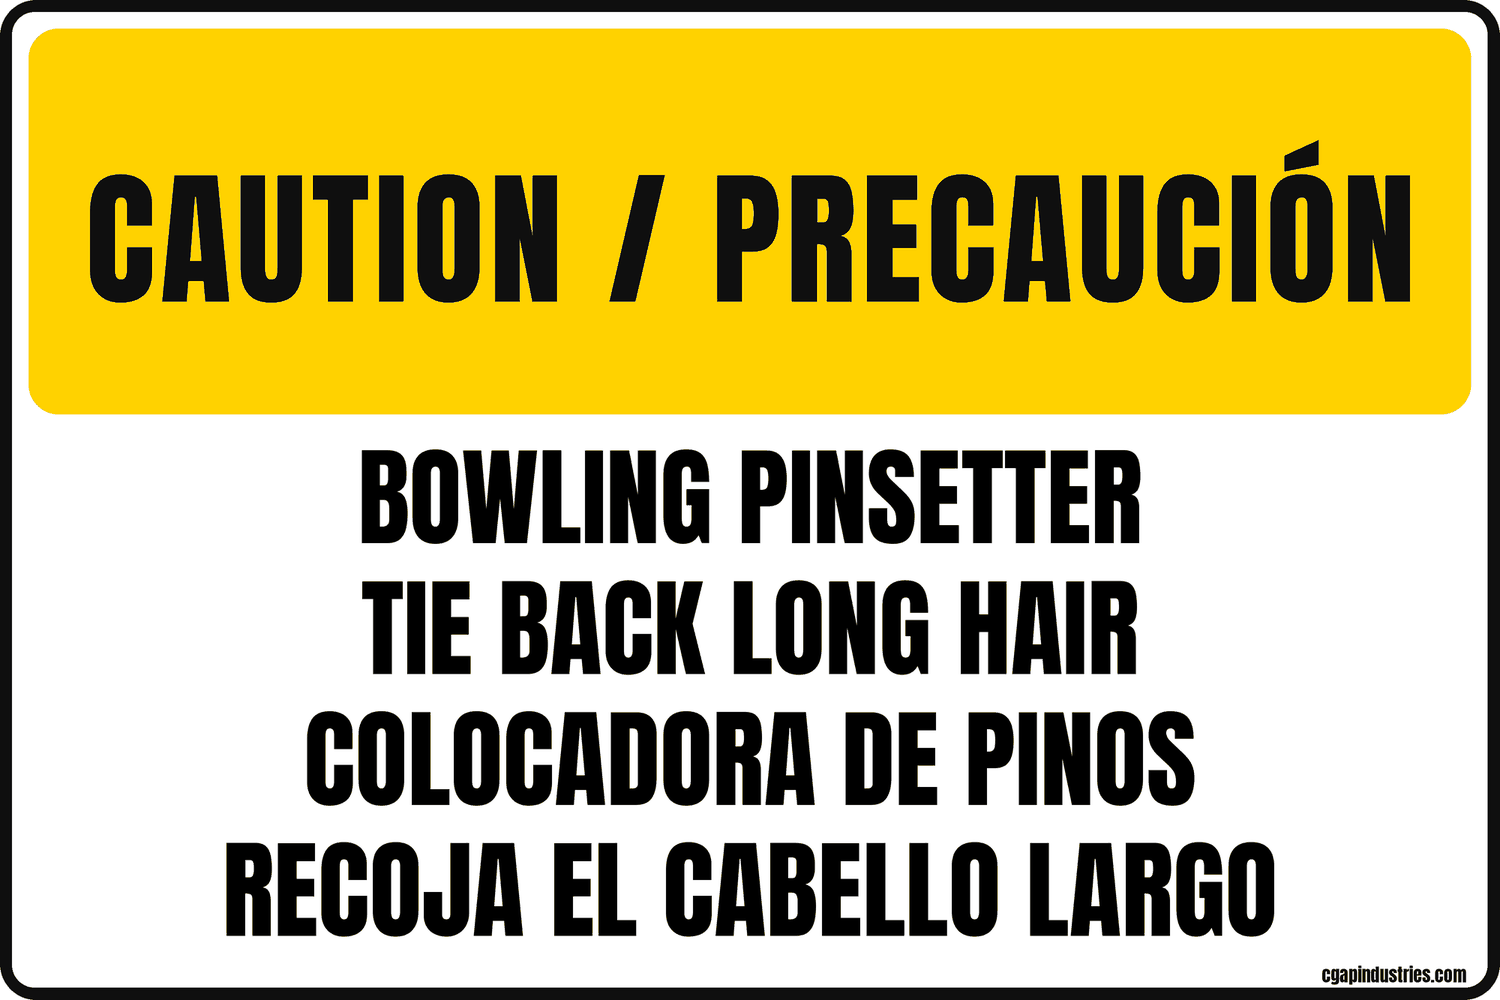 CAUTION / PRECAUCIÓN
BOWLING PINSETTER
TIE BACK LONG HAIR
COLOCADORA DE PINOS
RECOJA EL CABELLO LARGO
cgapindustries.com